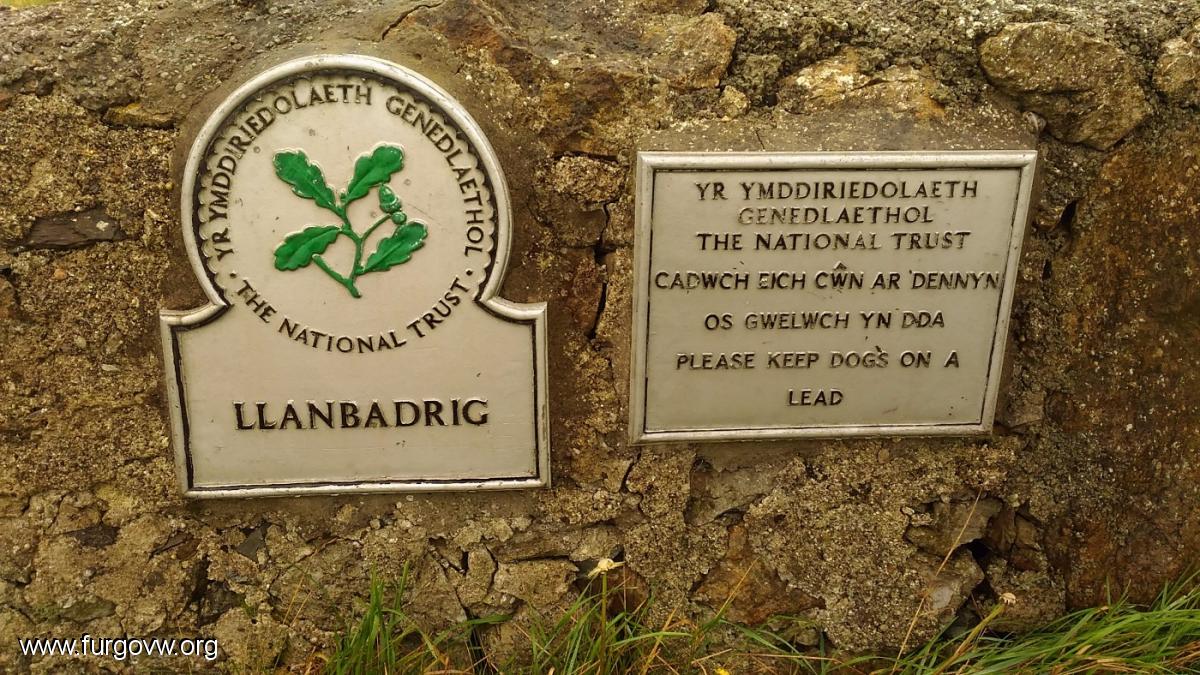 · YR YMDDIRIEDOLAETH GENEDLAETHOL ·
THE NATIONAL TRUST
LLANBADRIG
YR YMDDIRIEDOLAETH
GENEDLAETHOL
THE NATIONAL TRUST
CADWCH EICH CŴN AR DENNYN
OS GWELWCH YN DDA
PLEASE KEEP DOGS ON A
LEAD
www.furgovw.org